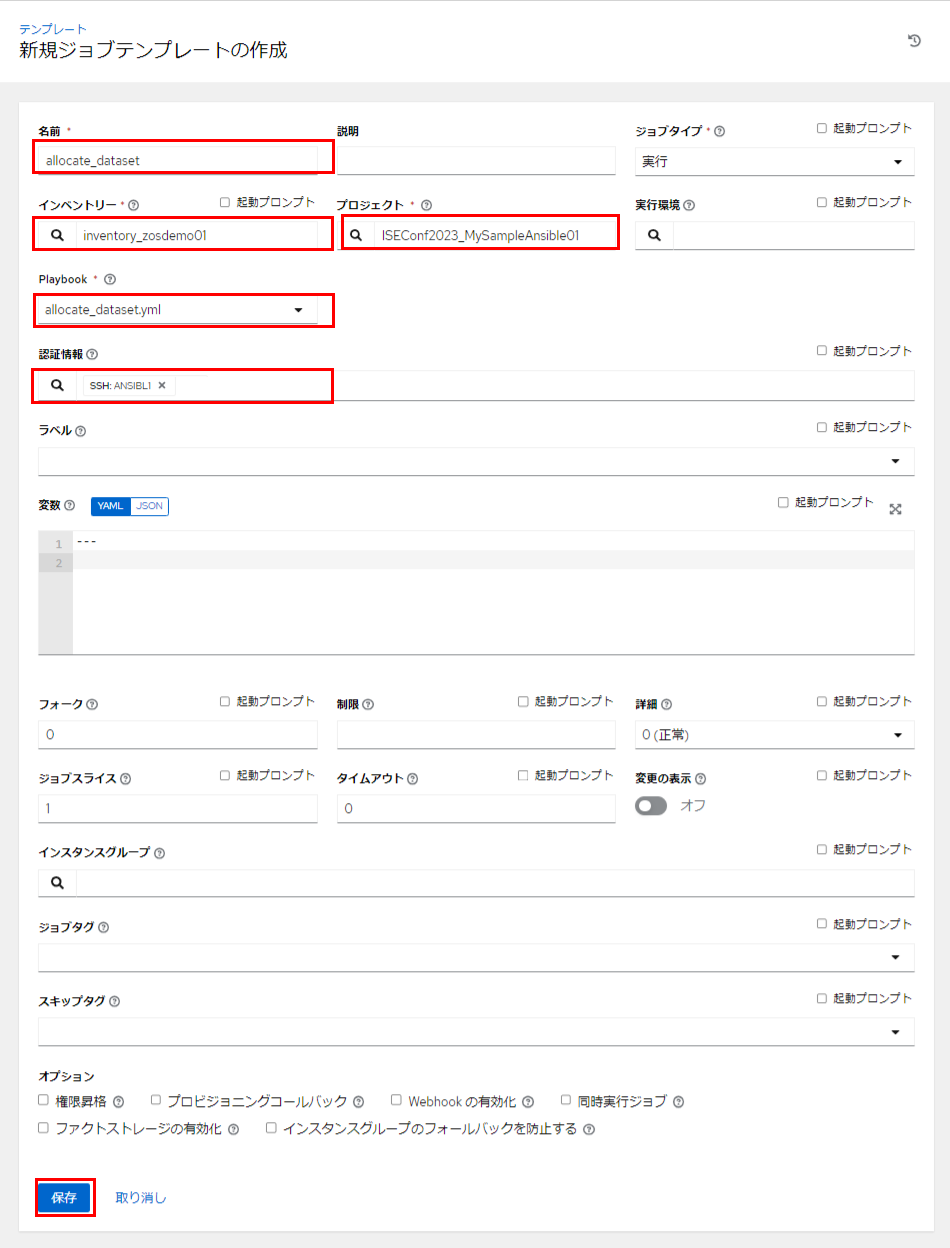 テンプレート
新規ジョブテンプレートの作成
名前 * 説明 ジョブタイプ * 起動プロンプト
allocate_dataset 実行
インベントリー * 起動プロンプト プロジェクト * 実行環境 起動プロンプト
inventory_zosdemo01 ISEConf2023_MySampleAnsible01
Playbook *
allocate_dataset.yml
認証情報 起動プロンプト
SSH: ANSIBL1 ×
ラベル 起動プロンプト
変数 YAML JSON 起動プロンプト
1 ---
2
フォーク 起動プロンプト 制限 起動プロンプト 詳細 起動プロンプト
0 0 (正常)
ジョブスライス 起動プロンプト タイムアウト 起動プロンプト 変更の表示 起動プロンプト
1 0 オフ
インスタンスグループ 起動プロンプト
ジョブタグ 起動プロンプト
スキップタグ 起動プロンプト
オプション
権限昇格 プロビジョニングコールバック Webhook の有効化 同時実行ジョブ
ファクトストレージの有効化 インスタンスグループのフォールバックを防止する
保存 取り消し